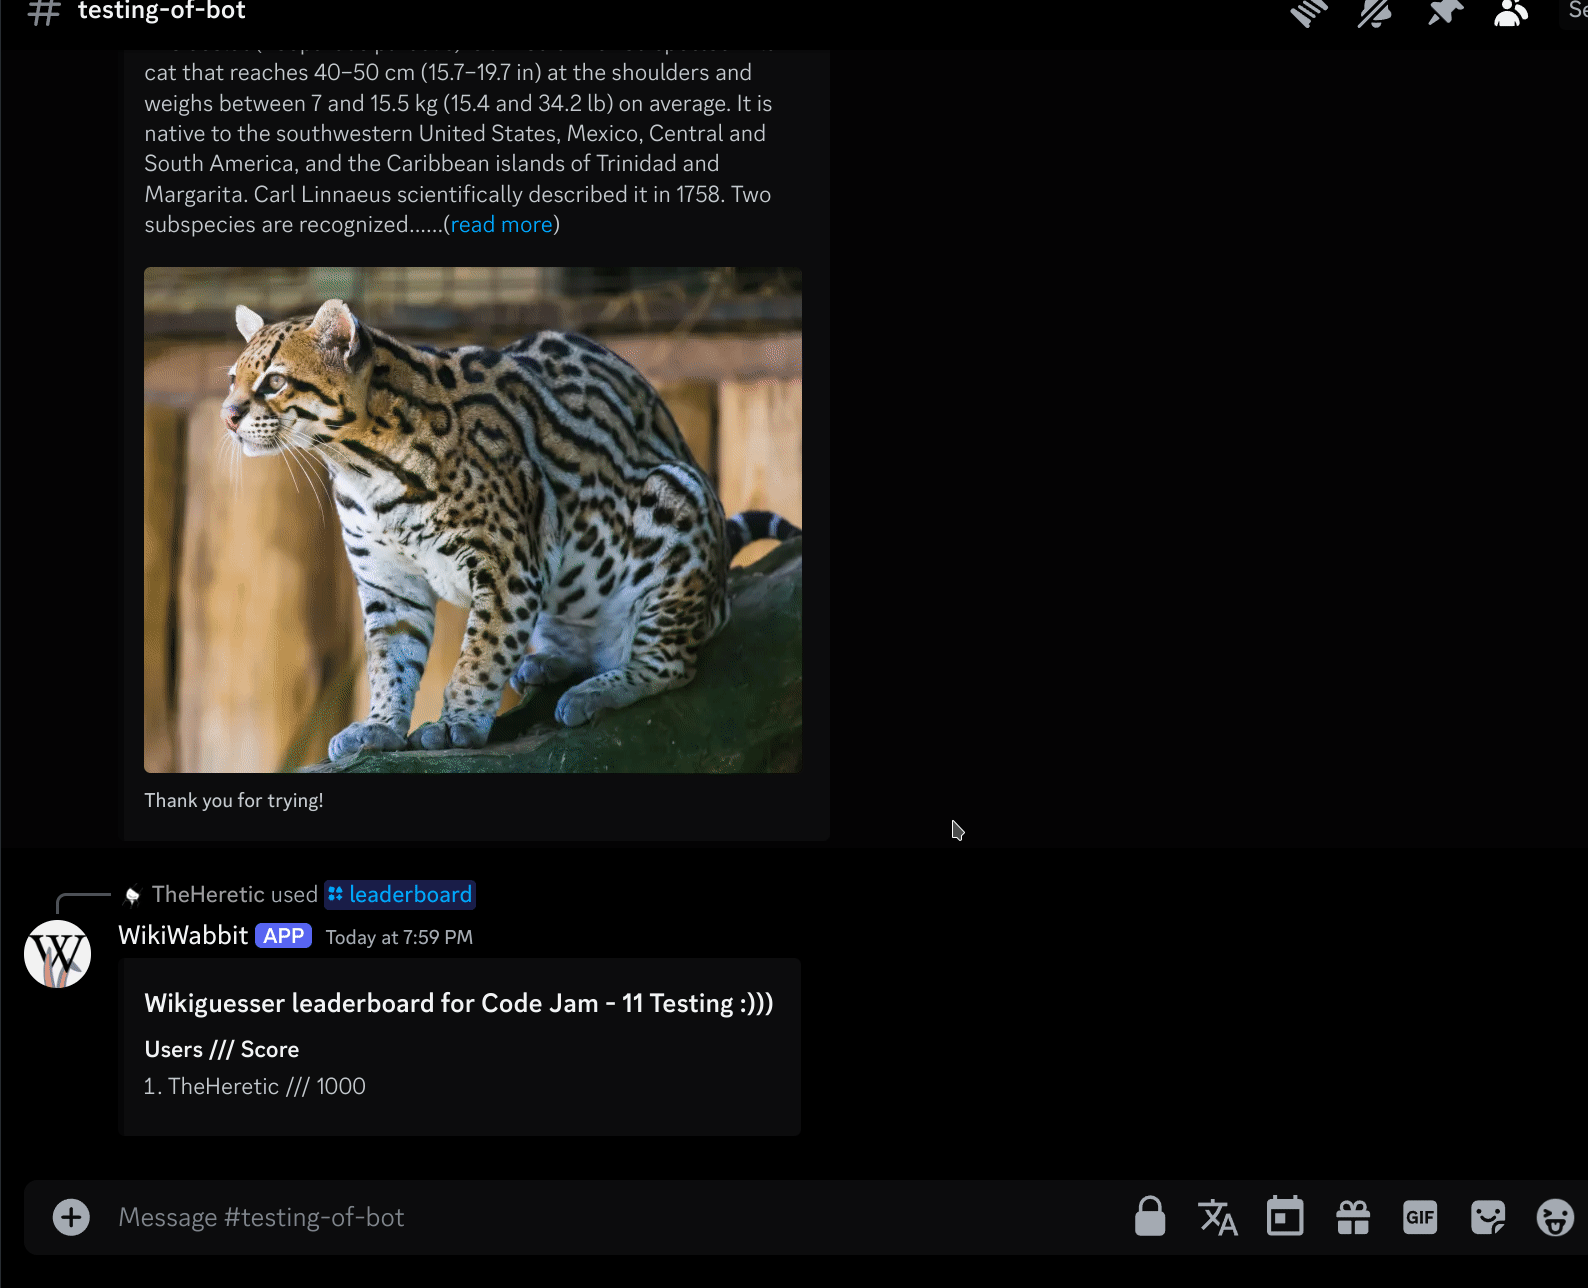 testing-of-bot
cat that reaches 40–50 cm (15.7–19.7 in) at the shoulders and
weighs between 7 and 15.5 kg (15.4 and 34.2 lb) on average. It is
native to the southwestern United States, Mexico, Central and
South America, and the Caribbean islands of Trinidad and
Margarita. Carl Linnaeus scientifically described it in 1758. Two
subspecies are recognized......(read more)
Thank you for trying!
TheHeretic used leaderboard
WikiWabbit APP Today at 7:59 PM
Wikiguesser leaderboard for Code Jam - 11 Testing :)))
Users /// Score
1. TheHeretic /// 1000
Message #testing-of-bot
GIF